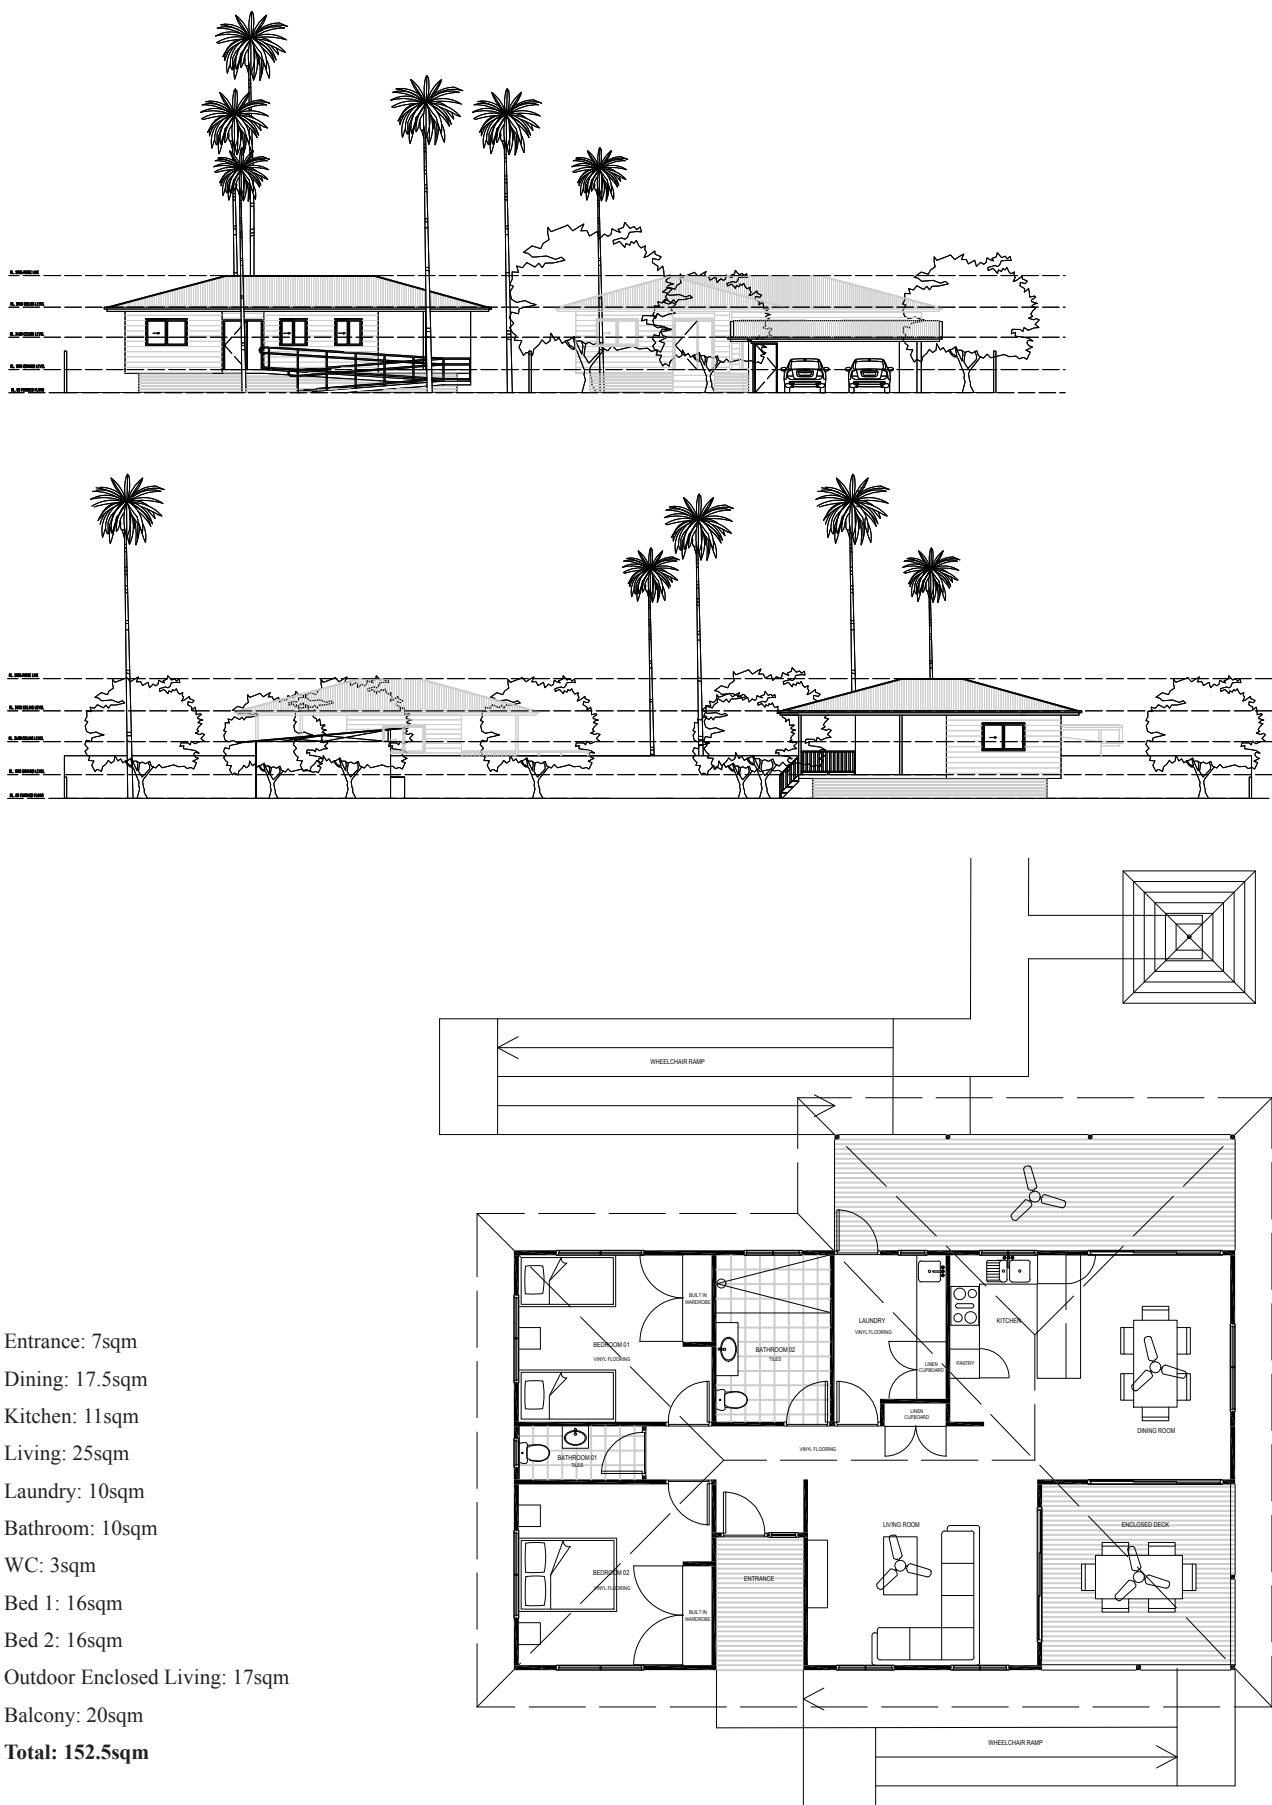 WHEELCHAIR RAMP
BUILT IN
WARDROBE
BEDROOM 01
VINYL FLOORING
BATHROOM 02
TILES
LAUNDRY
VINYL FLOORING
LINEN
CUPBOARD
KITCHEN
PANTRY
LINEN
CUPBOARD
DINING ROOM
BATHROOM 01
TILES
VINYL FLOORING
LIVING ROOM
ENCLOSED DECK
BEDROOM 02
VINYL FLOORING
BUILT IN
WARDROBE
ENTRANCE
WHEELCHAIR RAMP
Entrance: 7sqm
Dining: 17.5sqm
Kitchen: 11sqm
Living: 25sqm
Laundry: 10sqm
Bathroom: 10sqm
WC: 3sqm
Bed 1: 16sqm
Bed 2: 16sqm
Outdoor Enclosed Living: 17sqm
Balcony: 20sqm
Total: 152.5sqm